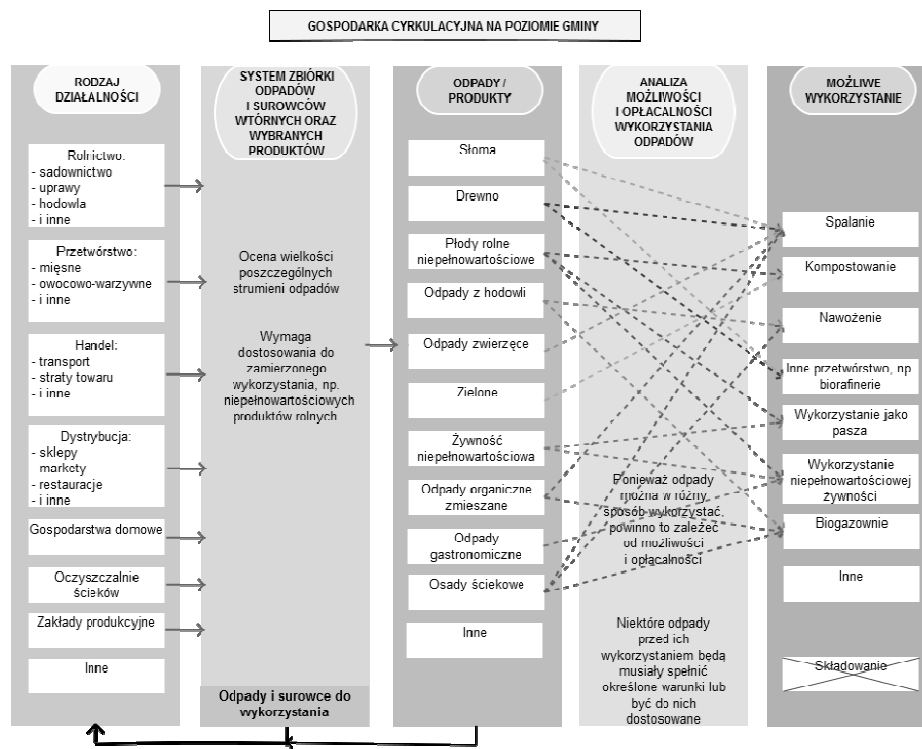 GOSPODARKA CYRKULACYJNA NA POZIOMIE GMINY
RODZAJ
DZIAŁALNOŚCI
Rolnictwo:
- sadownictwo
- uprawy
- hodowla
- i inne
Przetwórstwo:
- mięsne
- owocowo-warzywne
- i inne
Handel:
- transport
- straty towaru
- i inne
Dystrybucja:
- sklepy
markety
- restauracje
- i inne
Gospodarstwa domowe
Oczyszczalnie
ścieków
Zakłady produkcyjne
Inne
SYSTEM ZBIÓRKI
ODPADÓW
I SUROWCÓW
WTÓRNYCH ORAZ
WYBRANYCH
PRODUKTÓW
Ocena wielkości
poszczególnych
strumieni odpadów
Wymaga
dostosowania do
zamierzonego
wykorzystania, np.
niepełnowartościowych
produktów rolnych
Odpady i surowce do
wykorzystania
ODPADY /
PRODUKTY
Słoma
Drewno
Płody rolne
niepełnowartościowe
Odpady z hodowli
Odpady zwierzęce
Zielone
Żywność
niepełnowartościowa
Odpady organiczne
zmieszane
Odpady
gastronomiczne
Osady ściekowe
Inne
ANALIZA
MOŻLIWOŚCI
I OPŁACALNOŚCI
WYKORZYSTANIA
ODPADÓW
Ponieważ odpady
można w różny
sposób wykorzystać,
powinno to zależeć
od możliwości
i opłacalności
Niektóre odpady
przed ich
wykorzystaniem będą
musiały spełnić
określone warunki lub
być do nich
dostosowane
MOŻLIWE
WYKORZYSTANIE
Spalanie
Kompostowanie
Nawożenie
Inne przetwórstwo, np
biorafinerie
Wykorzystanie jako
pasza
Wykorzystanie
niepełnowartościowej
żywności
Biogazownie
Inne
Składowanie